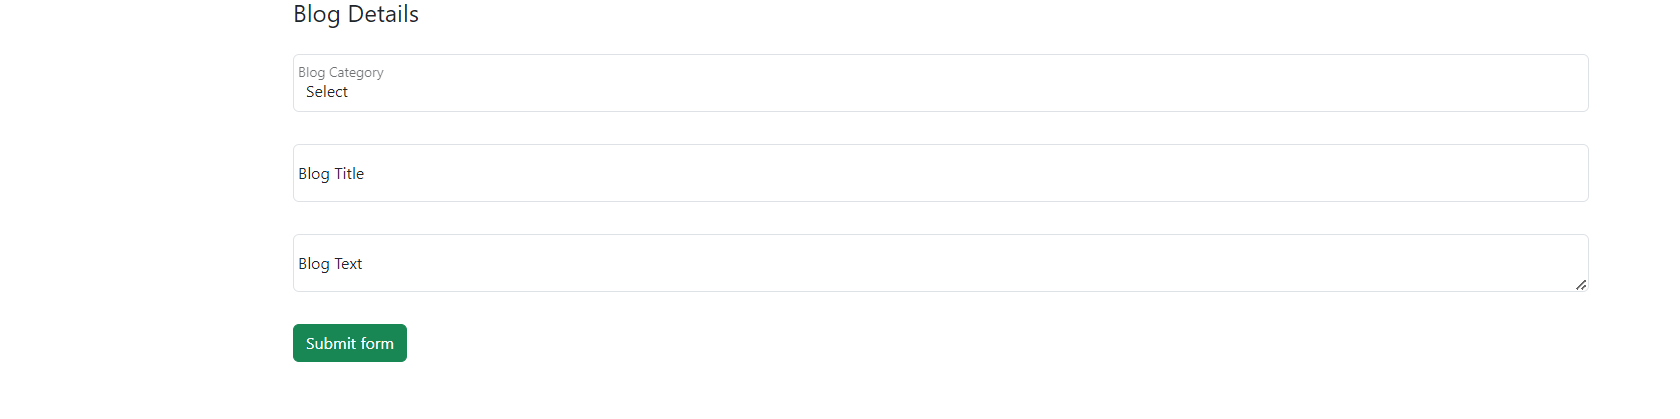 Blog Details
Blog Category
Select
Blog Title
Blog Text
Submit form